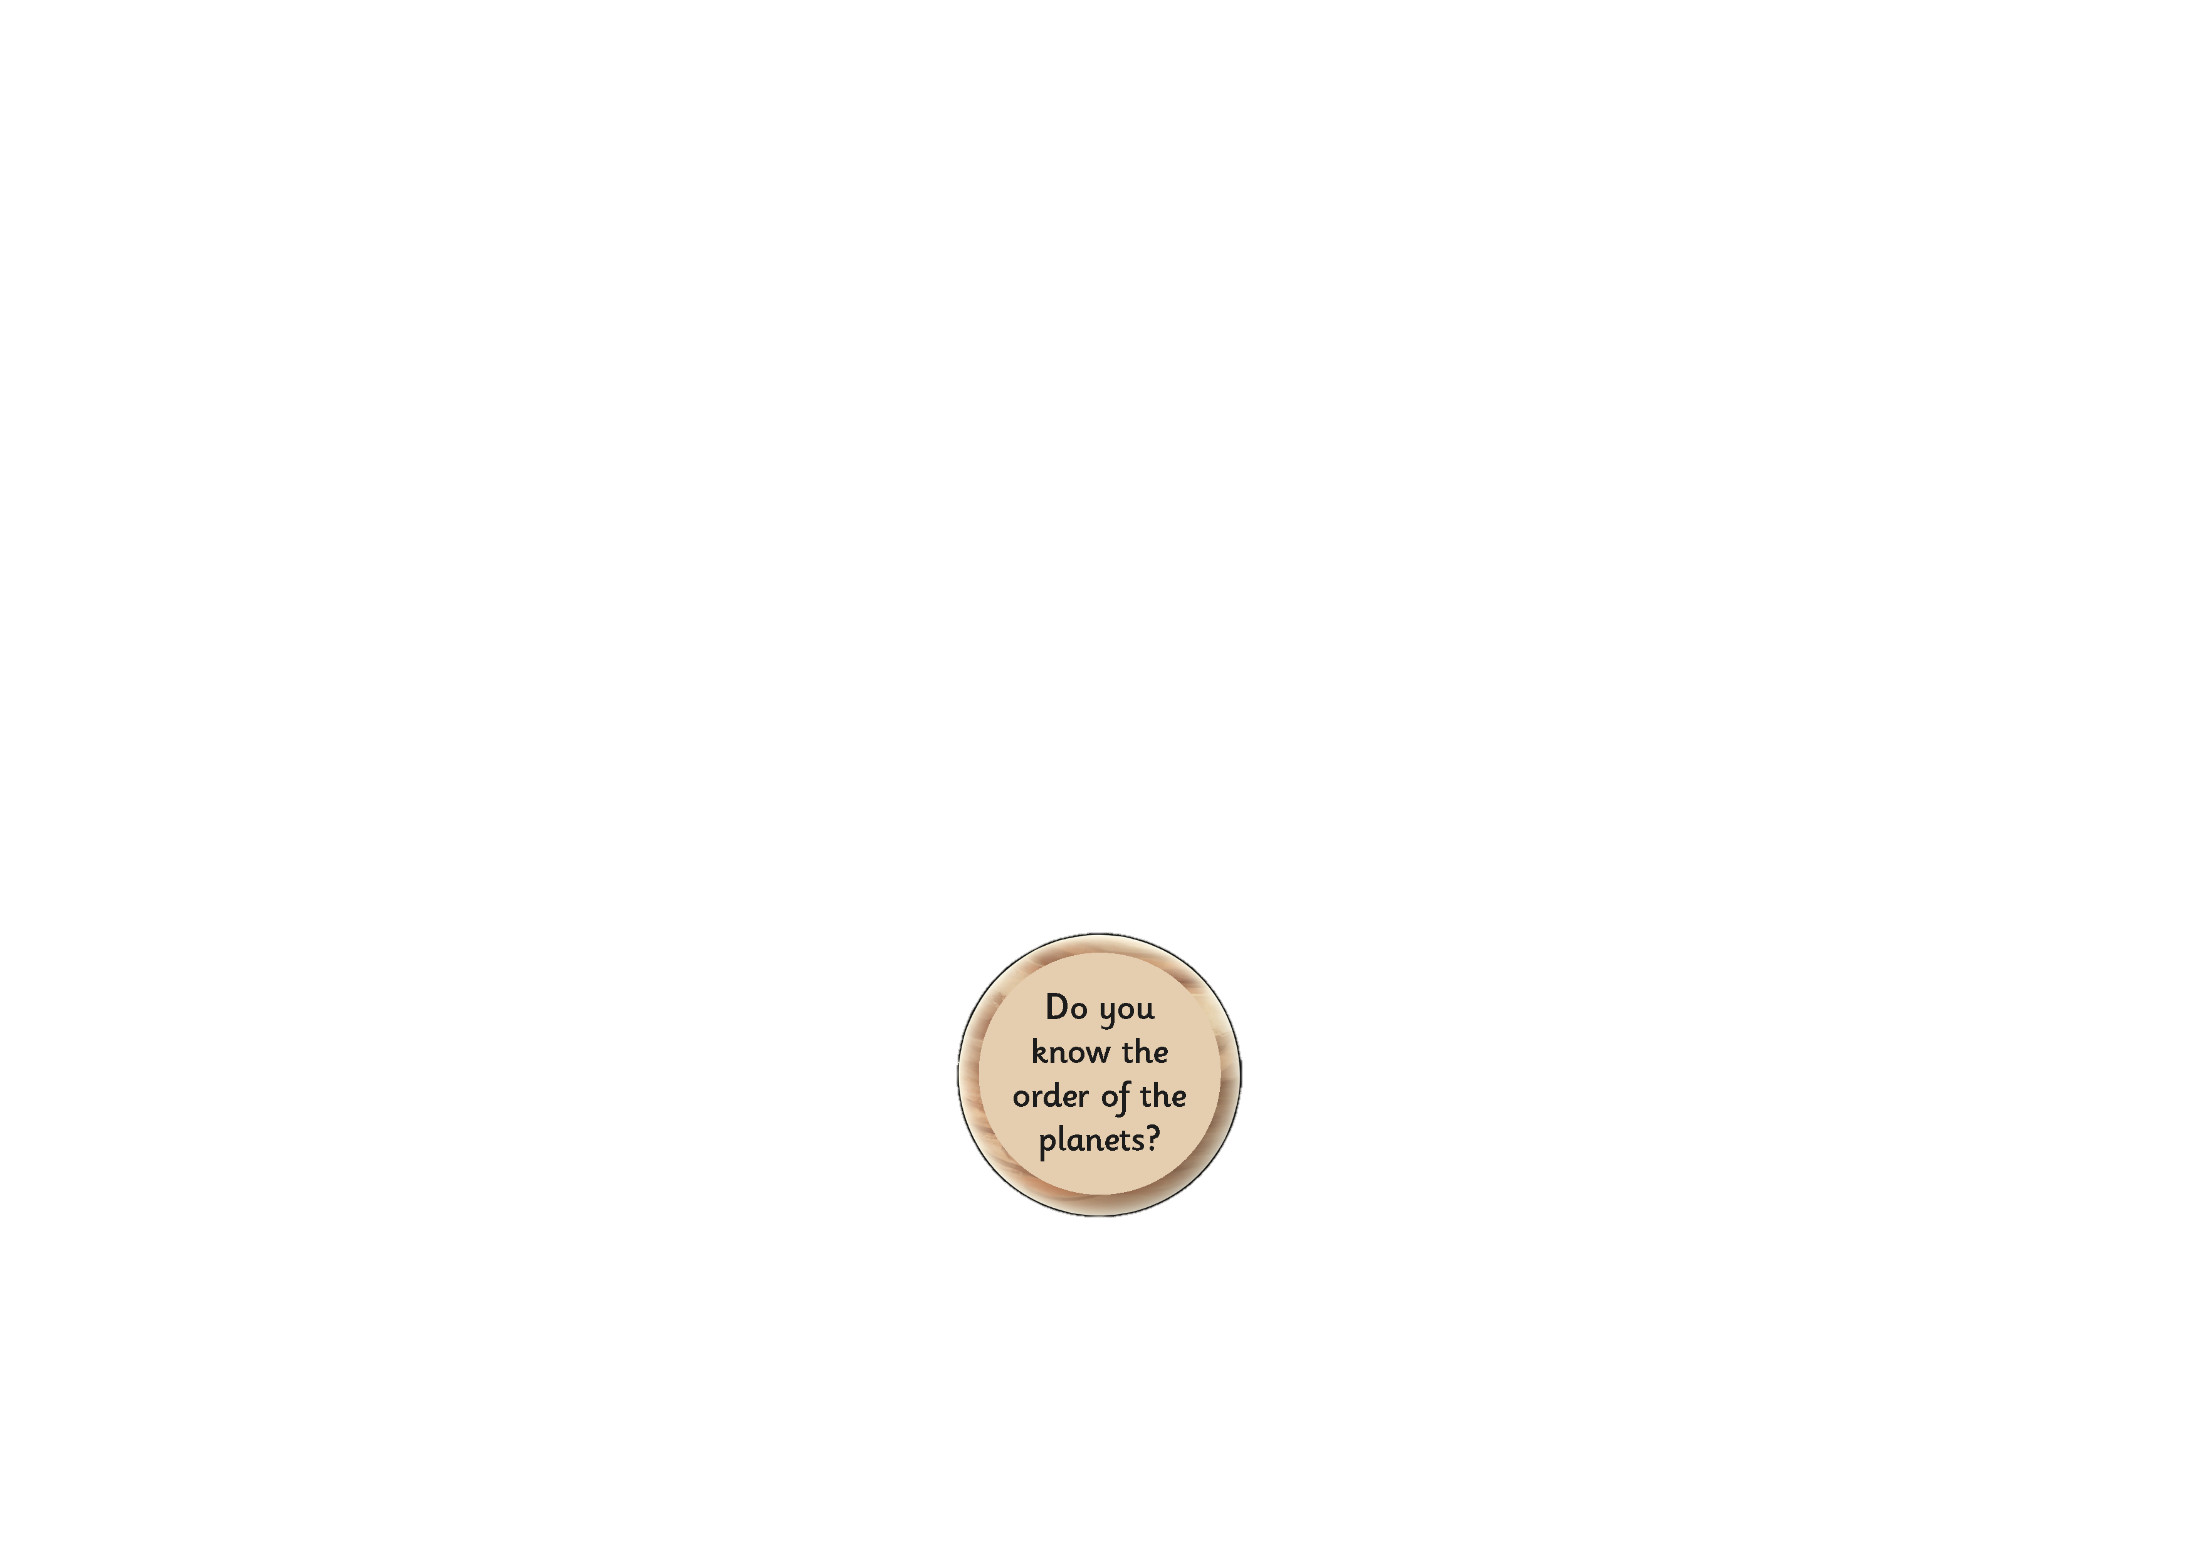 Do you
know the
order of the
planets?